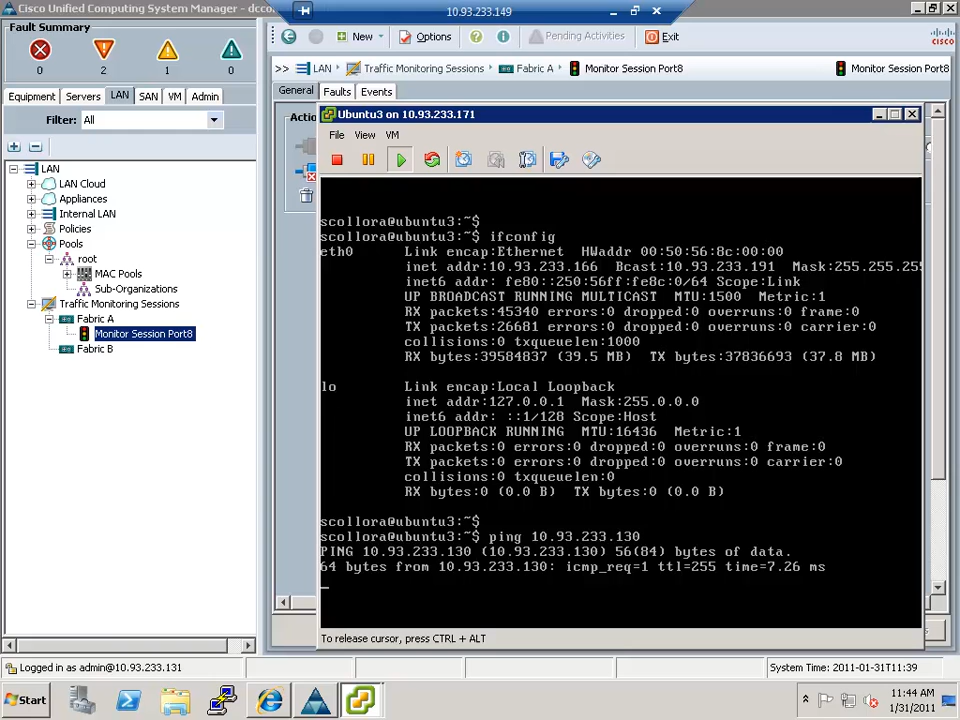 Cisco Unified Computing System Manager - dcco
10.93.233.149
Fault Summary
0
2
1
0
New
Options
Pending Activities
Exit
CISCO
>> LAN Traffic Monitoring Sessions Fabric A Monitor Session Port8
Monitor Session Port8
Equipment Servers LAN SAN VM Admin
General Faults Events
Filter: All
Actio
LAN
LAN Cloud
Appliances
Internal LAN
Policies
Pools
root
MAC Pools
Sub-Organizations
Traffic Monitoring Sessions
Fabric A
Monitor Session Port8
Fabric B
Ubuntu3 on 10.93.233.171
File View VM
scollora@ubuntu3:~$
scollora@ubuntu3:~$ ifconfig
eth0 Link encap:Ethernet HWaddr 00:50:56:8c:00:00
inet addr:10.93.233.166 Bcast:10.93.233.191 Mask:255.255.255
inet6 addr: fe80::250:56ff:fe8c:0/64 Scope:Link
UP BROADCAST RUNNING MULTICAST MTU:1500 Metric:1
RX packets:45340 errors:0 dropped:0 overruns:0 frame:0
TX packets:26681 errors:0 dropped:0 overruns:0 carrier:0
collisions:0 txqueuelen:1000
RX bytes:39584837 (39.5 MB) TX bytes:37836693 (37.8 MB)
lo Link encap:Local Loopback
inet addr:127.0.0.1 Mask:255.0.0.0
inet6 addr: ::1/128 Scope:Host
UP LOOPBACK RUNNING MTU:16436 Metric:1
RX packets:0 errors:0 dropped:0 overruns:0 frame:0
TX packets:0 errors:0 dropped:0 overruns:0 carrier:0
collisions:0 txqueuelen:0
RX bytes:0 (0.0 B) TX bytes:0 (0.0 B)
scollora@ubuntu3:~$
scollora@ubuntu3:~$ ping 10.93.233.130
PING 10.93.233.130 (10.93.233.130) 56(84) bytes of data.
64 bytes from 10.93.233.130: icmp_req=1 ttl=255 time=7.26 ms
To release cursor, press CTRL + ALT
Logged in as admin@10.93.233.131
System Time: 2011-01-31T11:39
Start
11:44 AM
1/31/2011